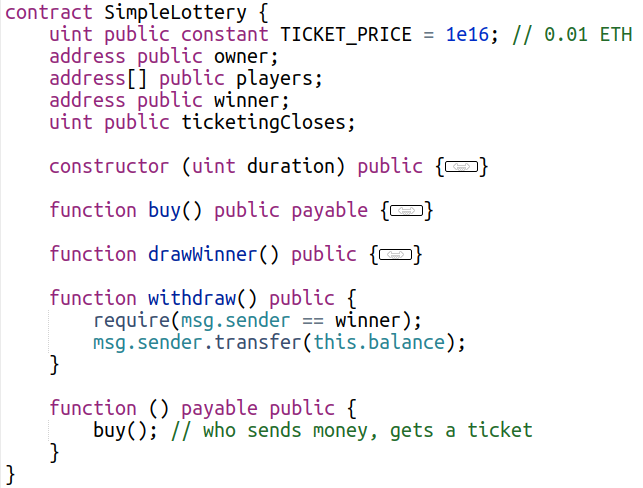 contract SimpleLottery {
    uint public constant TICKET_PRICE = 1e16; // 0.01 ETH
    address public owner;
    address[] public players;
    address public winner;
    uint public ticketingCloses;

    constructor (uint duration) public {}

    function buy() public payable {}

    function drawWinner() public {}

    function withdraw() public {
        require(msg.sender == winner);
        msg.sender.transfer(this.balance);
    }

    function () payable public {
        buy(); // who sends money, gets a ticket
    }
}